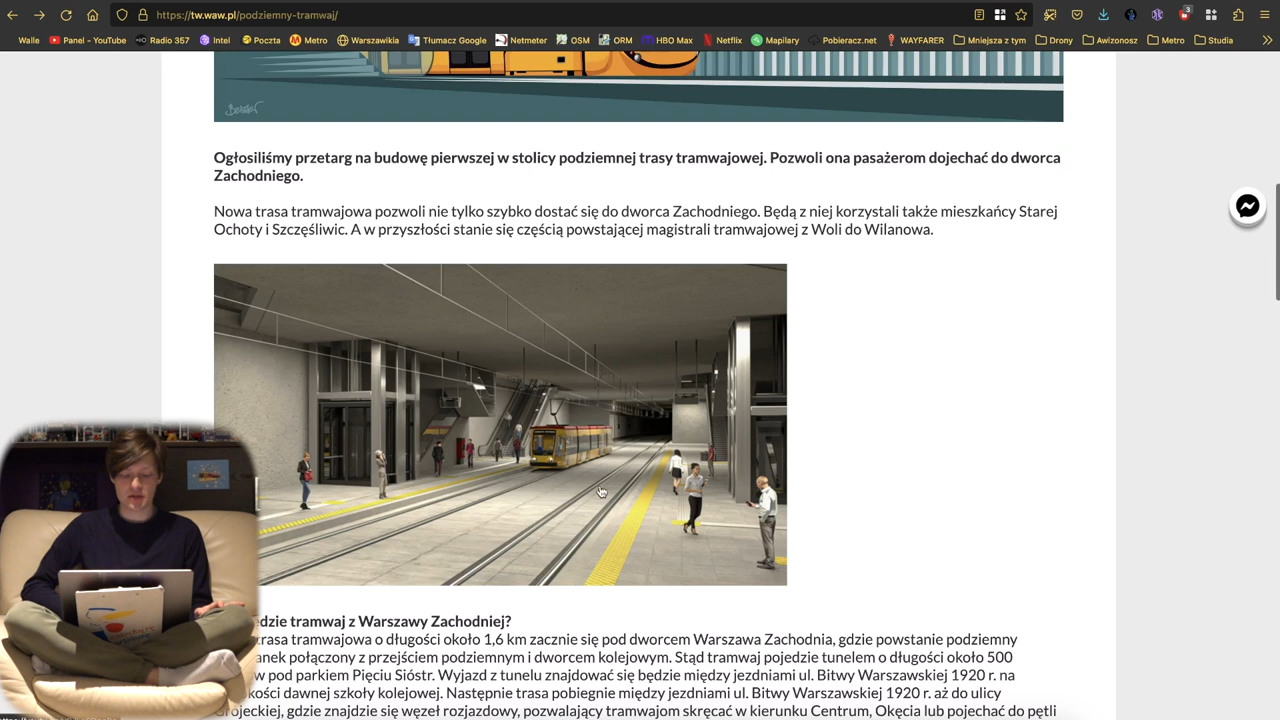 https://tw.waw.pl/podziemny-tramwaj/
3
Walle Panel - YouTube Radio 357 Intel Poczta Metro Warszawikia Tłumacz Google Netmeter OSM ORM HBO Max Netflix Mapilary Pobieracz.net WAYFARER Mniejsza z tym Drony Awizonosz Metro Studia
Ogłosiliśmy przetarg na budowę pierwszej w stolicy podziemnej trasy tramwajowej. Pozwoli ona pasażerom dojechać do dworca
Zachodniego.
Nowa trasa tramwajowa pozwoli nie tylko szybko dostać się do dworca Zachodniego. Będą z niej korzystali także mieszkańcy Starej
Ochoty i Szczęśliwic. A w przyszłości stanie się częścią powstającej magistrali tramwajowej z Woli do Wilanowa.
dzie tramwaj z Warszawy Zachodniej?
trasa tramwajowa o długości około 1,6 km zacznie się pod dworcem Warszawa Zachodnia, gdzie powstanie podziemny
anek połączony z przejściem podziemnym i dworcem kolejowym. Stąd tramwaj pojedzie tunelem o długości około 500
w pod parkiem Pięciu Sióstr. Wyjazd z tunelu znajdować się będzie między jezdniami ul. Bitwy Warszawskiej 1920 r. na
kości dawnej szkoły kolejowej. Następnie trasa pobiegnie między jezdniami ul. Bitwy Warszawskiej 1920 r. aż do ulicy
ojeckiej, gdzie znajdzie się węzeł rozjazdowy, pozwalający tramwajom skręcać w kierunku Centrum, Okęcia lub pojechać do pętli